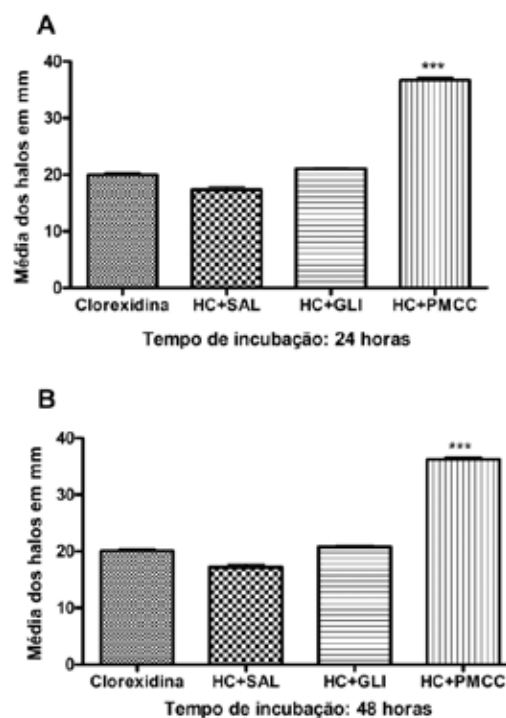 A
Média dos halos em mm
40
30
20
10
0
***
Clorexidina HC+SAL HC+GLI HC+PMCC
Tempo de incubação: 24 horas
B
Média dos halos em mm
40
30
20
10
0
***
Clorexidina HC+SAL HC+GLI HC+PMCC
Tempo de incubação: 48 horas